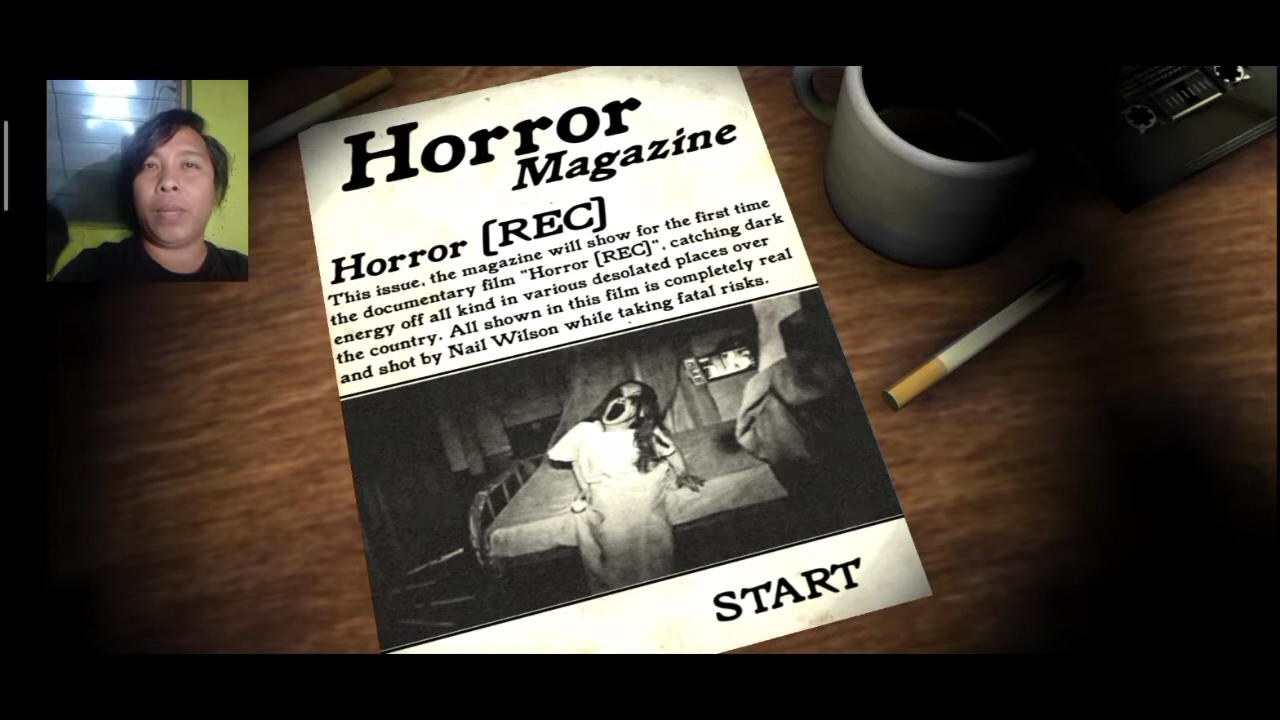 Horror
Magazine
Horror [REC]
This issue, the magazine will show for the first time
the documentary film "Horror [REC]", catching dark
energy off all kind in various desolated places over
the country. All shown in this film is completely real
and shot by Nail Wilson while taking fatal risks.
START